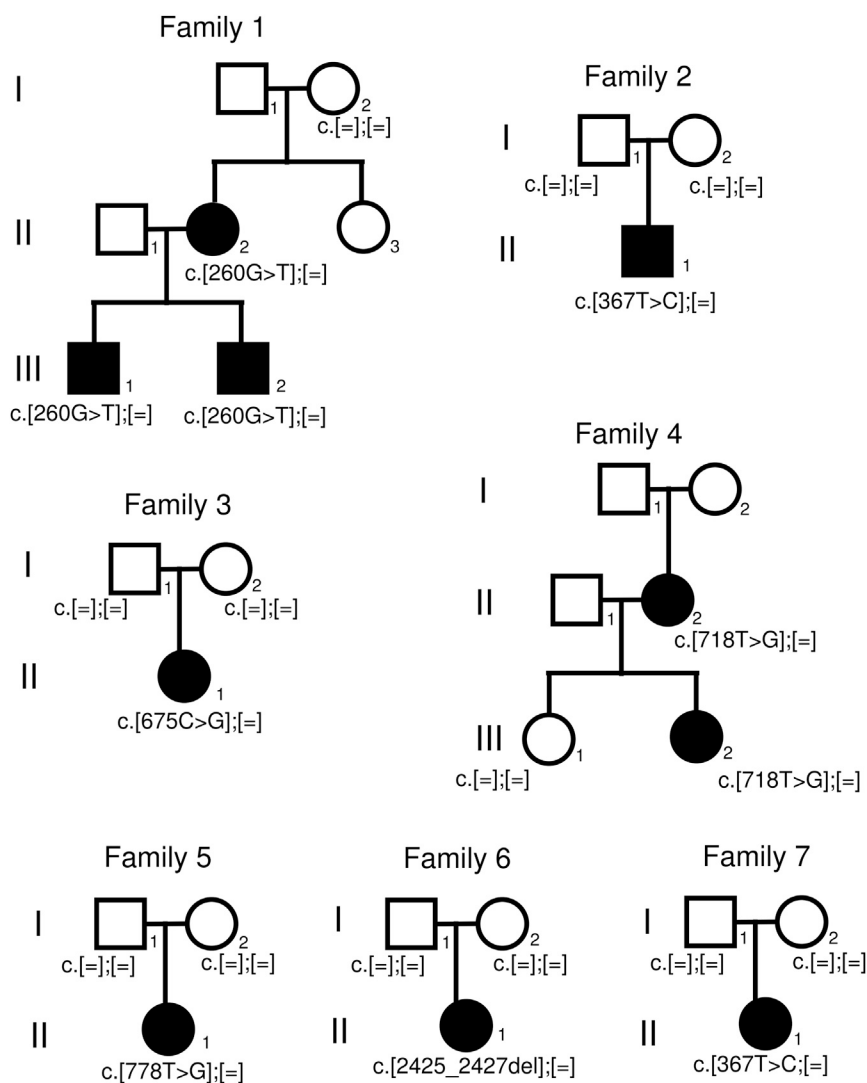 Family 1
I
1
2
c.[=];[=]
II
1
2
3
c.[260G>T];[=]
III
1
2
c.[260G>T];[=]
c.[260G>T];[=]
Family 2
I
1
2
c.[=];[=]
c.[=];[=]
II
1
c.[367T>C];[=]
Family 3
I
1
2
c.[=];[=]
c.[=];[=]
II
1
c.[675C>G];[=]
Family 4
I
1
2
II
1
2
c.[718T>G];[=]
III
1
2
c.[=];[=]
c.[718T>G];[=]
Family 5
I
1
2
c.[=];[=]
c.[=];[=]
II
1
c.[778T>G];[=]
Family 6
I
1
2
c.[=];[=]
c.[=];[=]
II
1
c.[2425_2427del];[=]
Family 7
I
1
2
c.[=];[=]
c.[=];[=]
II
1
c.[367T>C;[=]